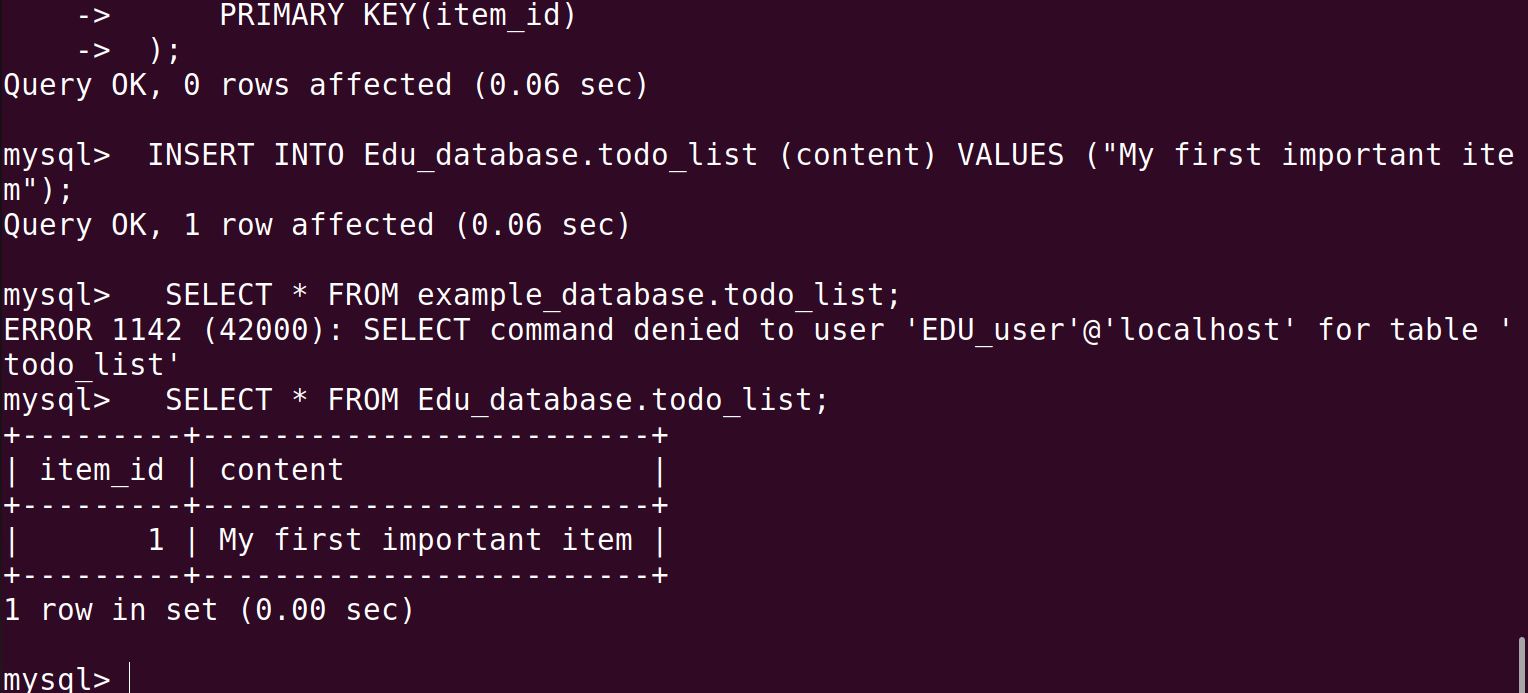 ->      PRIMARY KEY(item_id)
    ->  );
Query OK, 0 rows affected (0.06 sec)
mysql>  INSERT INTO Edu_database.todo_list (content) VALUES ("My first important ite
m");
Query OK, 1 row affected (0.06 sec)
mysql>   SELECT * FROM example_database.todo_list;
ERROR 1142 (42000): SELECT command denied to user 'EDU_user'@'localhost' for table '
todo_list'
mysql>   SELECT * FROM Edu_database.todo_list;
+---------+-------------------------+
| item_id | content                 |
+---------+-------------------------+
|       1 | My first important item |
+---------+-------------------------+
1 row in set (0.00 sec)
mysql>